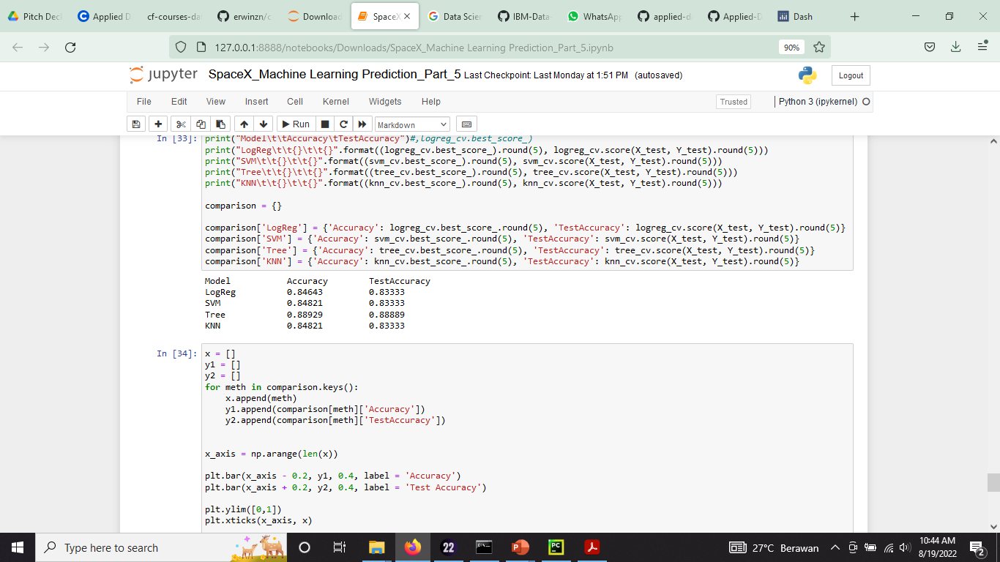 Pitch Deck
Applied D
cf-courses-da
erwinzn/c
Download
SpaceX
Data Scien
IBM-Data-
WhatsApp
applied-d
Applied-D
Dash
127.0.0.1:8888/notebooks/Downloads/SpaceX_Machine Learning Prediction_Part_5.ipynb
90%
jupyter SpaceX_Machine Learning Prediction_Part_5 Last Checkpoint: Last Monday at 1:51 PM (autosaved)
Logout
File Edit View Insert Cell Kernel Widgets Help
Trusted
Python 3 (ipykernel)
Run
Markdown
In [33]: print("Model\t\tAccuracy\tTestAccuracy")#,logreg_cv.best_score_)
print("LogReg\t\t{}\t\t{}".format((logreg_cv.best_score_).round(5), logreg_cv.score(X_test, Y_test).round(5)))
print("SVM\t\t{}\t\t{}".format((svm_cv.best_score_).round(5), svm_cv.score(X_test, Y_test).round(5)))
print("Tree\t\t{}\t\t{}".format((tree_cv.best_score_).round(5), tree_cv.score(X_test, Y_test).round(5)))
print("KNN\t\t{}\t\t{}".format((knn_cv.best_score_).round(5), knn_cv.score(X_test, Y_test).round(5)))
comparison = {}
comparison['LogReg'] = {'Accuracy': logreg_cv.best_score_.round(5), 'TestAccuracy': logreg_cv.score(X_test, Y_test).round(5)}
comparison['SVM'] = {'Accuracy': svm_cv.best_score_.round(5), 'TestAccuracy': svm_cv.score(X_test, Y_test).round(5)}
comparison['Tree'] = {'Accuracy': tree_cv.best_score_.round(5), 'TestAccuracy': tree_cv.score(X_test, Y_test).round(5)}
comparison['KNN'] = {'Accuracy': knn_cv.best_score_.round(5), 'TestAccuracy': knn_cv.score(X_test, Y_test).round(5)}
Model Accuracy TestAccuracy
LogReg 0.84643 0.83333
SVM 0.84821 0.83333
Tree 0.88929 0.88889
KNN 0.84821 0.83333
In [34]: x = []
y1 = []
y2 = []
for meth in comparison.keys():
x.append(meth)
y1.append(comparison[meth]['Accuracy'])
y2.append(comparison[meth]['TestAccuracy'])
x_axis = np.arange(len(x))
plt.bar(x_axis - 0.2, y1, 0.4, label = 'Accuracy')
plt.bar(x_axis + 0.2, y2, 0.4, label = 'Test Accuracy')
plt.ylim([0,1])
plt.xticks(x_axis, x)
Type here to search
22
PC
27°C Berawan
10:44 AM
8/19/2022
2